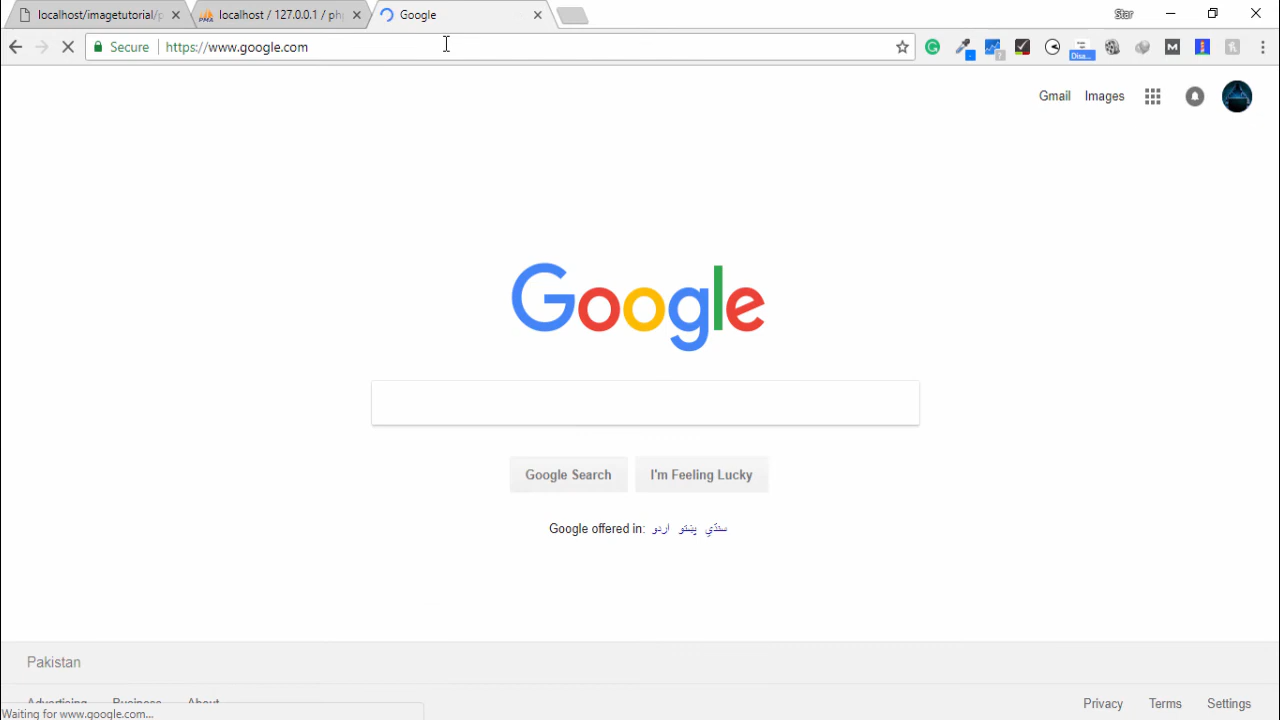 localhost/imagetutorial/p
localhost / 127.0.0.1 / ph
Google
Star
Secure
https://www.google.com
Disa...
Gmail
Images
Google
Google Search
I'm Feeling Lucky
Google offered in: اردو پښتو سنڌي
Pakistan
Advertising
Business
About
Privacy
Terms
Settings
Waiting for www.google.com...